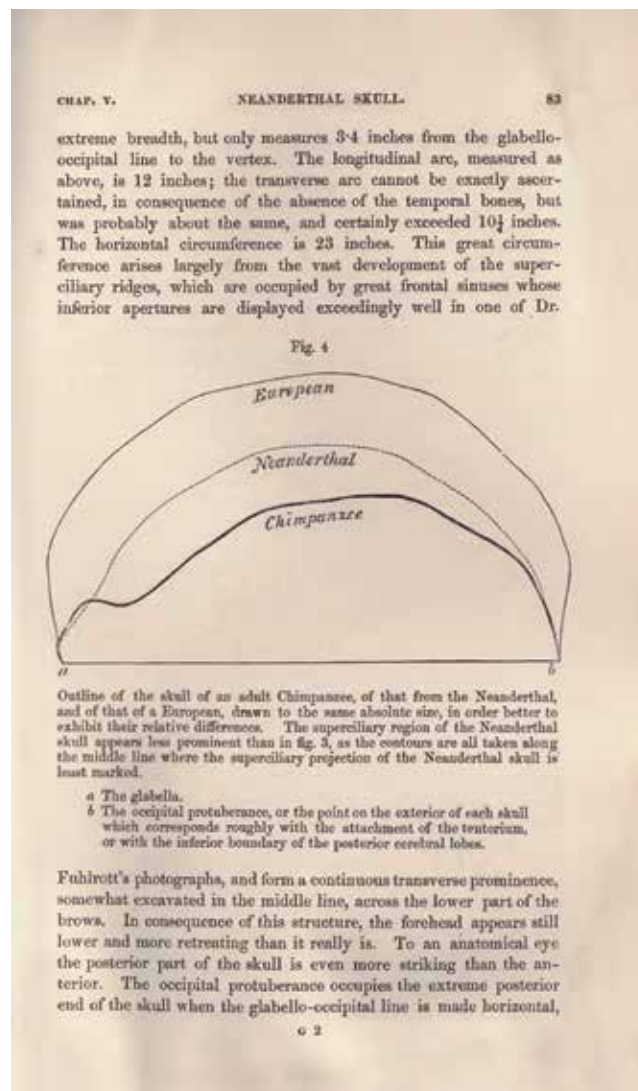 CHAP. V. NEANDERTHAL SKULL. 83
extreme breadth, but only measures 3·4 inches from the glabello-
occipital line to the vertex. The longitudinal arc, measured as
above, is 12 inches; the transverse arc cannot be exactly ascer-
tained, in consequence of the absence of the temporal bones, but
was probably about the same, and certainly exceeded 10¼ inches.
The horizontal circumference is 23 inches. This great circum-
ference arises largely from the vast development of the super-
ciliary ridges, which are occupied by great frontal sinuses whose
inferior apertures are displayed exceedingly well in one of Dr.
Fig. 4
European
Neanderthal
Chimpanzee
a b
Outline of the skull of an adult Chimpanzee, of that from the Neanderthal,
and of that of a European, drawn to the same absolute size, in order better to
exhibit their relative differences. The superciliary region of the Neanderthal
skull appears less prominent than in fig. 3, as the contours are all taken along
the middle line where the superciliary projection of the Neanderthal skull is
least marked.
a The glabella.
b The occipital protuberance, or the point on the exterior of each skull
which corresponds roughly with the attachment of the tentorium,
or with the inferior boundary of the posterior cerebral lobes.
Fuhlrott's photographs, and form a continuous transverse prominence,
somewhat excavated in the middle line, across the lower part of the
brows. In consequence of this structure, the forehead appears still
lower and more retreating than it really is. To an anatomical eye
the posterior part of the skull is even more striking than the an-
terior. The occipital protuberance occupies the extreme posterior
end of the skull when the glabello-occipital line is made horizontal,
G 2